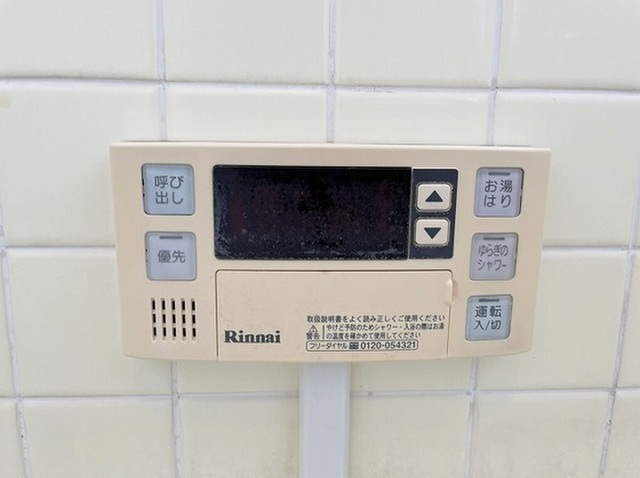 呼び
出し
優先
お湯
はり
ゆらぎの
シャワー
運転
入/切
Rinnai
取扱説明書をよく読み正しくご使用ください
警告
やけど予防のためシャワー・入浴の際はお湯
の温度を確かめて使用してください
フリーダイヤル 0120-054321